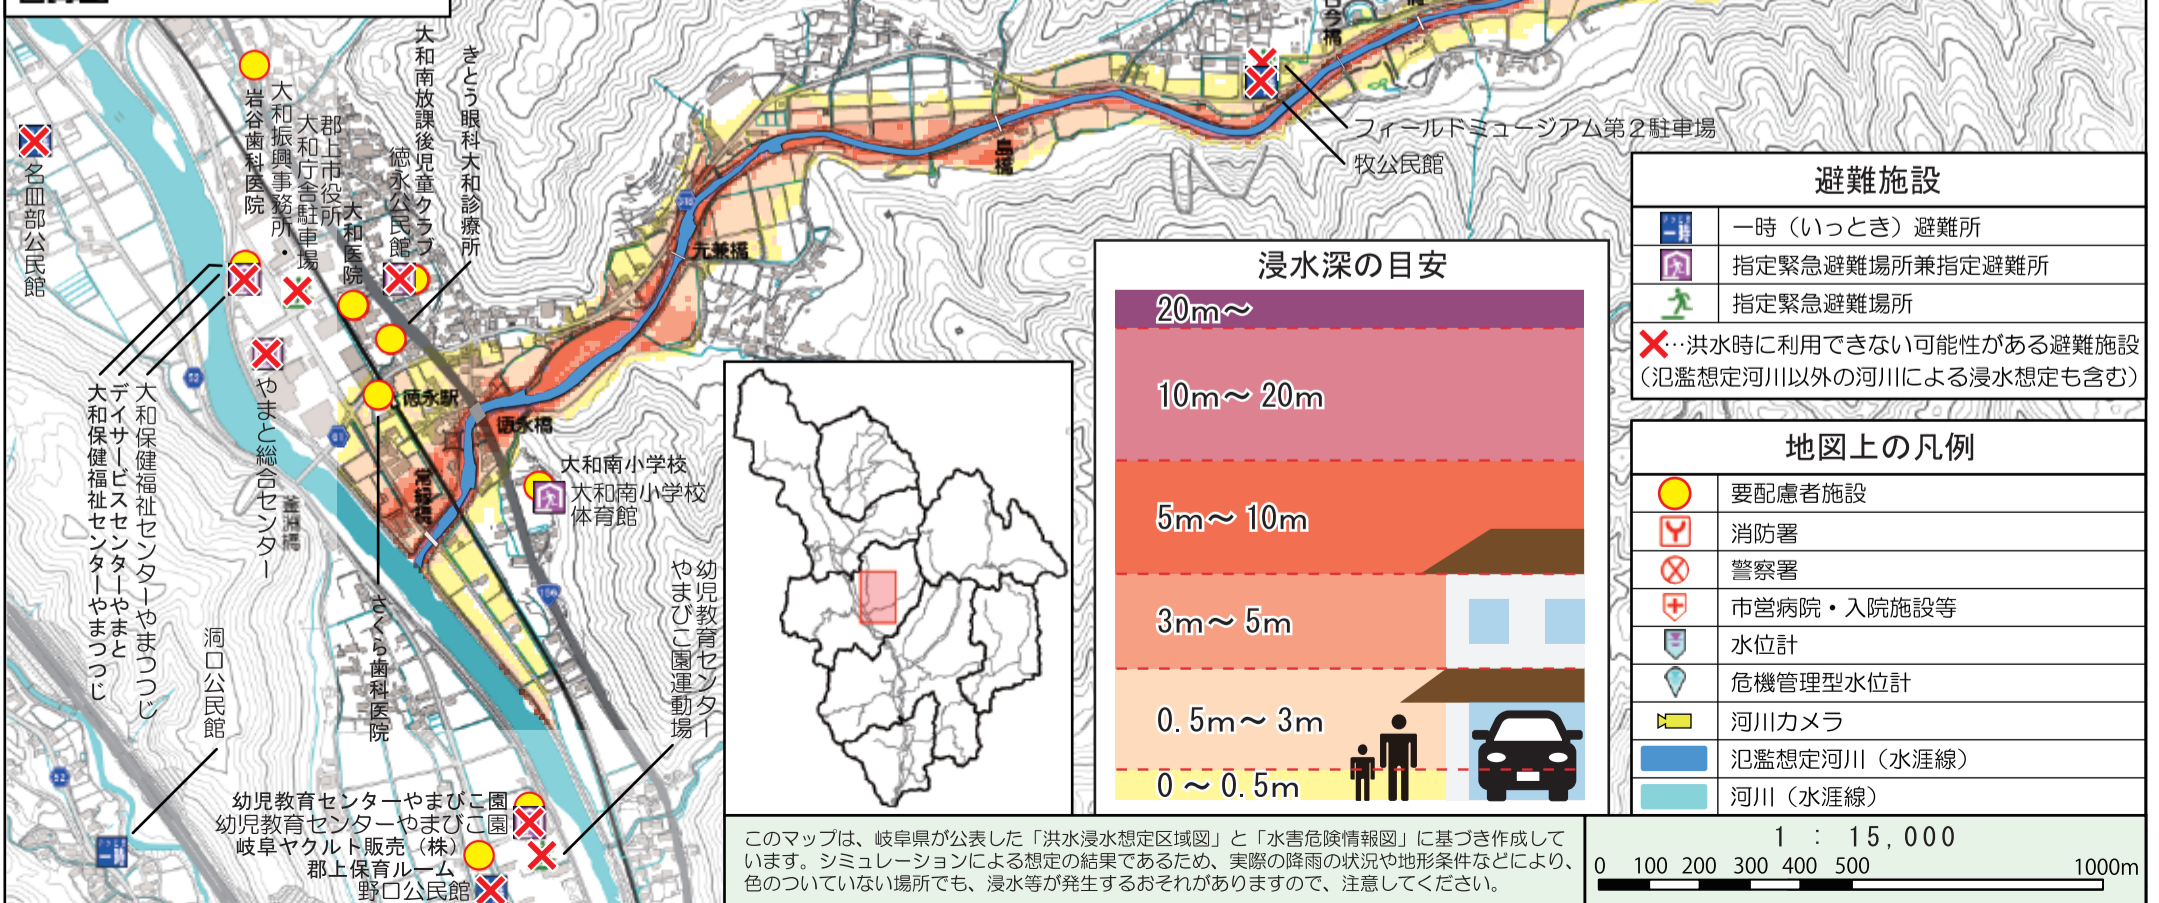 岩谷歯科医院
大和振興事務所・
大和庁舎駐車場
郡上市役所
大和医院
徳永公民館
大和南放課後児童クラブ
きとう眼科大和診療所
名皿部公民館
フィールドミュージアム第2駐車場
牧公民館
島橋
元兼橋
徳永駅
徳永橋
大和保健福祉センターやまつつじ
デイサービスセンターやまと
大和保健福祉センターやまつつじ
やまと総合センター
大和南小学校
大和南小学校
体育館
さくら歯科医院
洞口公民館
幼児教育センター
やまびこ園運動場
52
61
156
52
幼児教育センターやまびこ園
幼児教育センターやまびこ園
岐阜ヤクルト販売(株)
郡上保育ルーム
野口公民館
一時
浸水深の目安
20m〜
10m〜20m
5m〜10m
3m〜5m
0.5m〜3m
0〜0.5m
避難施設
一時
一時(いっとき)避難所
指定緊急避難場所兼指定避難所
指定緊急避難場所
…洪水時に利用できない可能性がある避難施設
(氾濫想定河川以外の河川による浸水想定も含む)
地図上の凡例
要配慮者施設
消防署
警察署
市営病院・入院施設等
水位計
危機管理型水位計
河川カメラ
氾濫想定河川(水涯線)
河川(水涯線)
このマップは、岐阜県が公表した「洪水浸水想定区域図」と「水害危険情報図」に基づき作成して
います。シミュレーションによる想定の結果であるため、実際の降雨の状況や地形条件などにより、
色のついていない場所でも、浸水等が発生するおそれがありますので、注意してください。
1 : 15,000
0 100 200 300 400 500 1000m